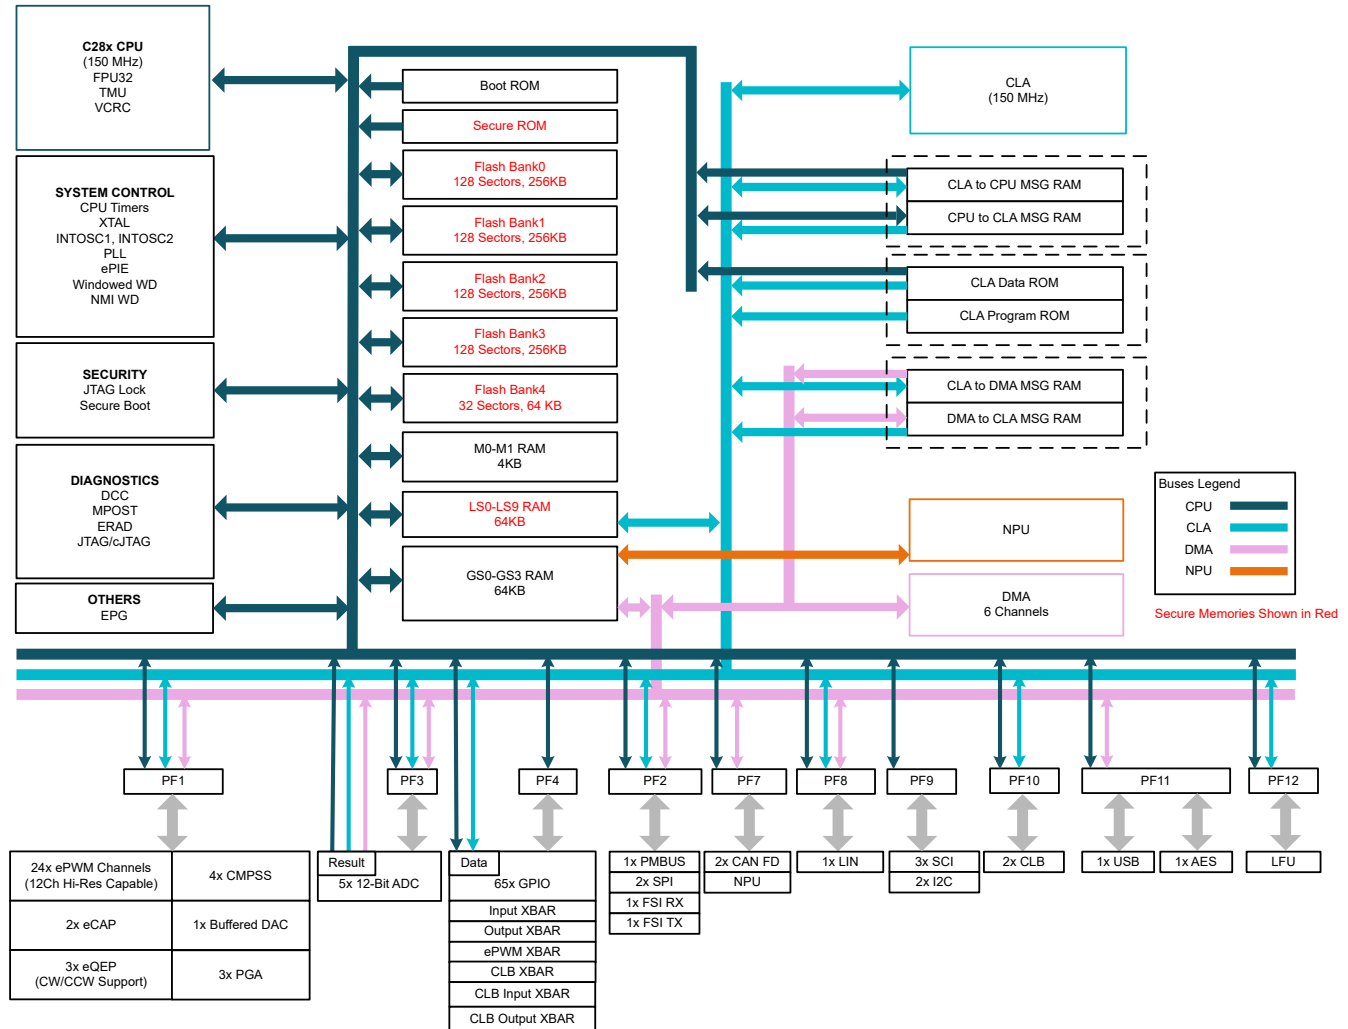 C28x CPU
(150 MHz)
FPU32
TMU
VCRC
SYSTEM CONTROL
CPU Timers
XTAL
INTOSC1, INTOSC2
PLL
ePIE
Windowed WD
NMI WD
SECURITY
JTAG Lock
Secure Boot
DIAGNOSTICS
DCC
MPOST
ERAD
JTAG/cJTAG
OTHERS
EPG
Boot ROM
Secure ROM
Flash Bank0
128 Sectors, 256KB
Flash Bank1
128 Sectors, 256KB
Flash Bank2
128 Sectors, 256KB
Flash Bank3
128 Sectors, 256KB
Flash Bank4
32 Sectors, 64 KB
M0-M1 RAM
4KB
LS0-LS9 RAM
64KB
GS0-GS3 RAM
64KB
CLA
(150 MHz)
CLA to CPU MSG RAM
CPU to CLA MSG RAM
CLA Data ROM
CLA Program ROM
CLA to DMA MSG RAM
DMA to CLA MSG RAM
NPU
DMA
6 Channels
Buses Legend
CPU
CLA
DMA
NPU
Secure Memories Shown in Red
PF1
PF3
PF4
PF2
PF7
PF8
PF9
PF10
PF11
PF12
24x ePWM Channels
(12Ch Hi-Res Capable)
4x CMPSS
2x eCAP
1x Buffered DAC
3x eQEP
(CW/CCW Support)
3x PGA
Result
5x 12-Bit ADC
Data
65x GPIO
Input XBAR
Output XBAR
ePWM XBAR
CLB XBAR
CLB Input XBAR
CLB Output XBAR
1x PMBUS
2x SPI
1x FSI RX
1x FSI TX
2x CAN FD
NPU
1x LIN
3x SCI
2x I2C
2x CLB
1x USB
1x AES
LFU